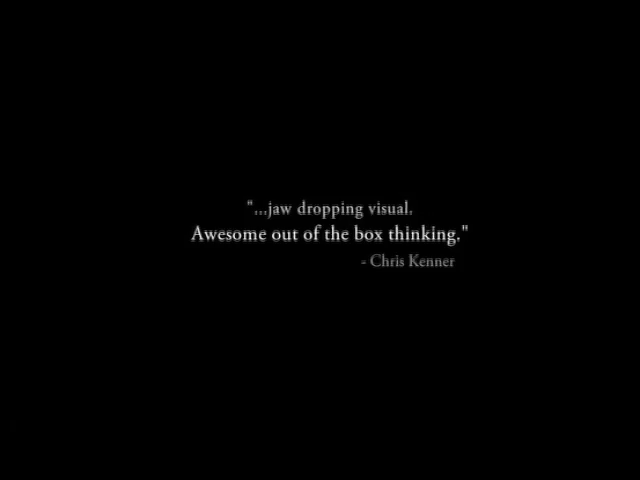 "...jaw dropping visual.
Awesome out of the box thinking."
- Chris Kenner